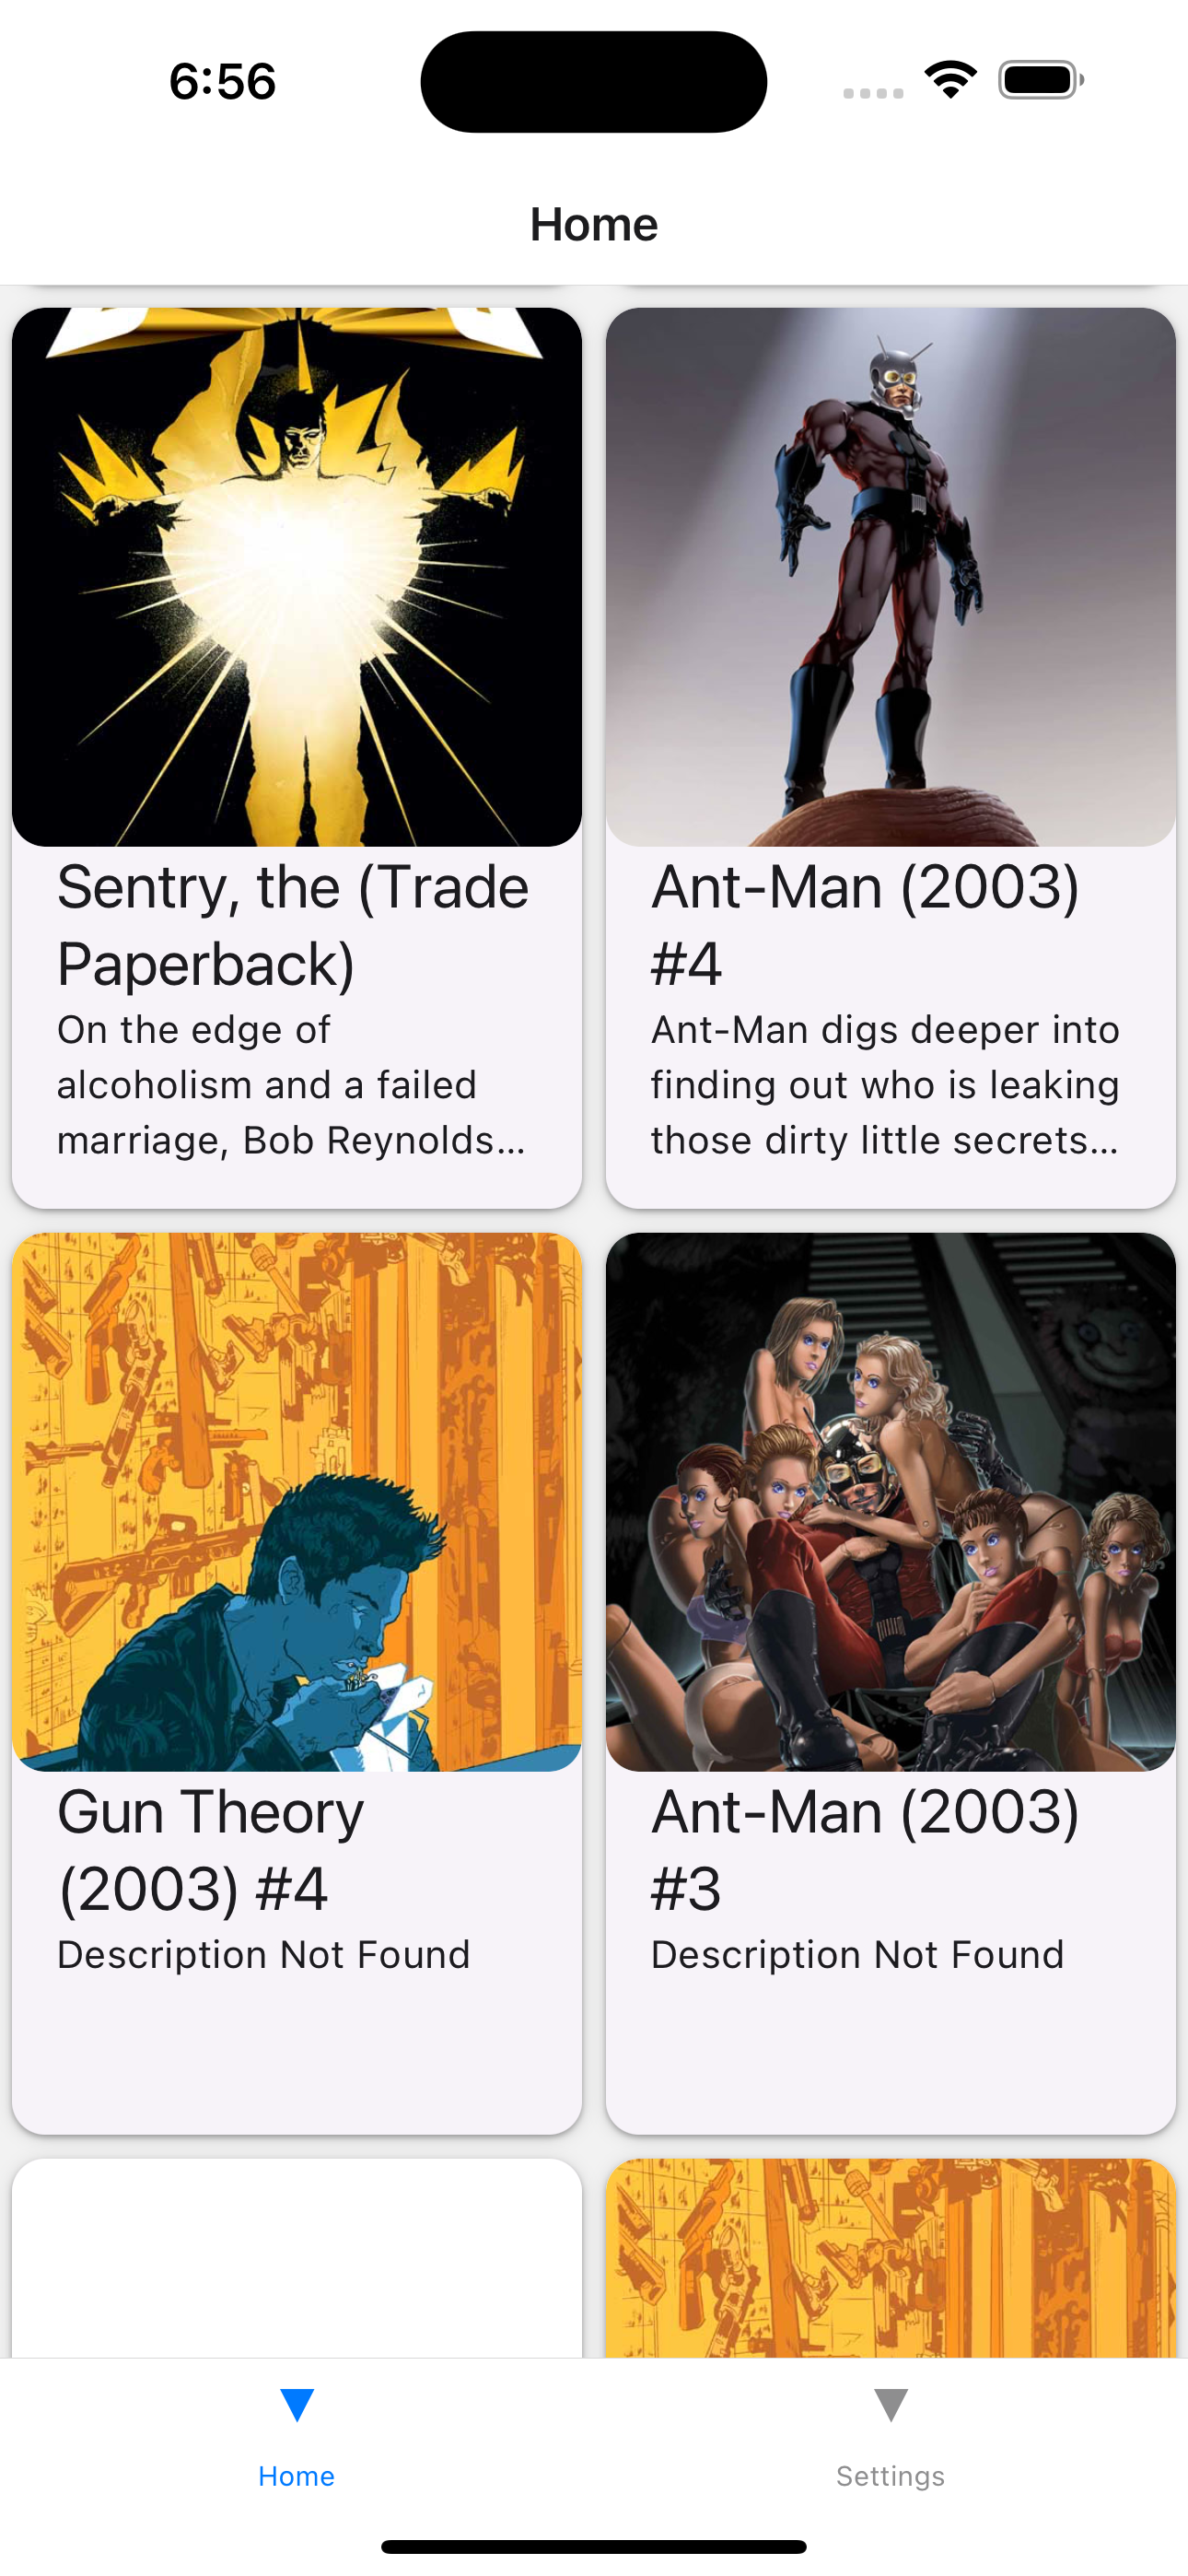 6:56
Home
Sentry, the (Trade
Paperback)
On the edge of
alcoholism and a failed
marriage, Bob Reynolds...
Ant-Man (2003)
#4
Ant-Man digs deeper into
finding out who is leaking
those dirty little secrets...
Gun Theory
(2003) #4
Description Not Found
Ant-Man (2003)
#3
Description Not Found
Home
Settings